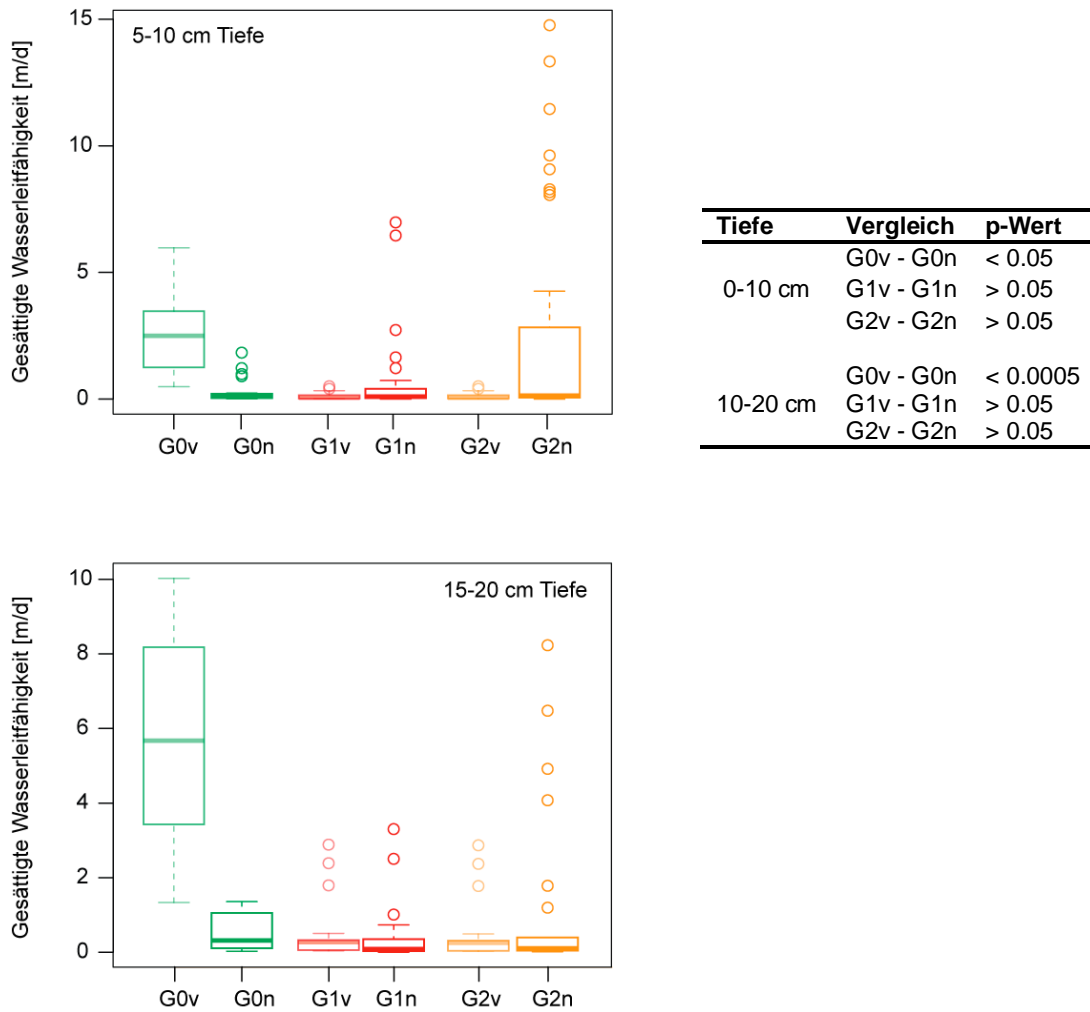 Gesättigte Wasserleitfähigkeit [m/d]
5-10 cm Tiefe
15
10
5
0
G0v G0n G1v G1n G2v G2n
Tiefe Vergleich p-Wert
G0v - G0n < 0.05
0-10 cm G1v - G1n > 0.05
G2v - G2n > 0.05
G0v - G0n < 0.0005
10-20 cm G1v - G1n > 0.05
G2v - G2n > 0.05
Gesättigte Wasserleitfähigkeit [m/d]
15-20 cm Tiefe
10
8
6
4
2
0
G0v G0n G1v G1n G2v G2n